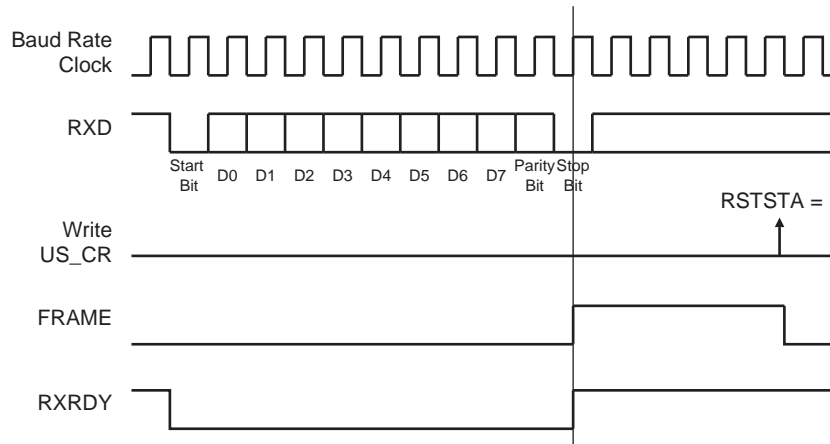 Baud Rate
Clock
RXD
Start
Bit
D0 D1 D2 D3 D4 D5 D6 D7
Parity
Bit
Stop
Bit
RSTSTA =
Write
US_CR
FRAME
RXRDY